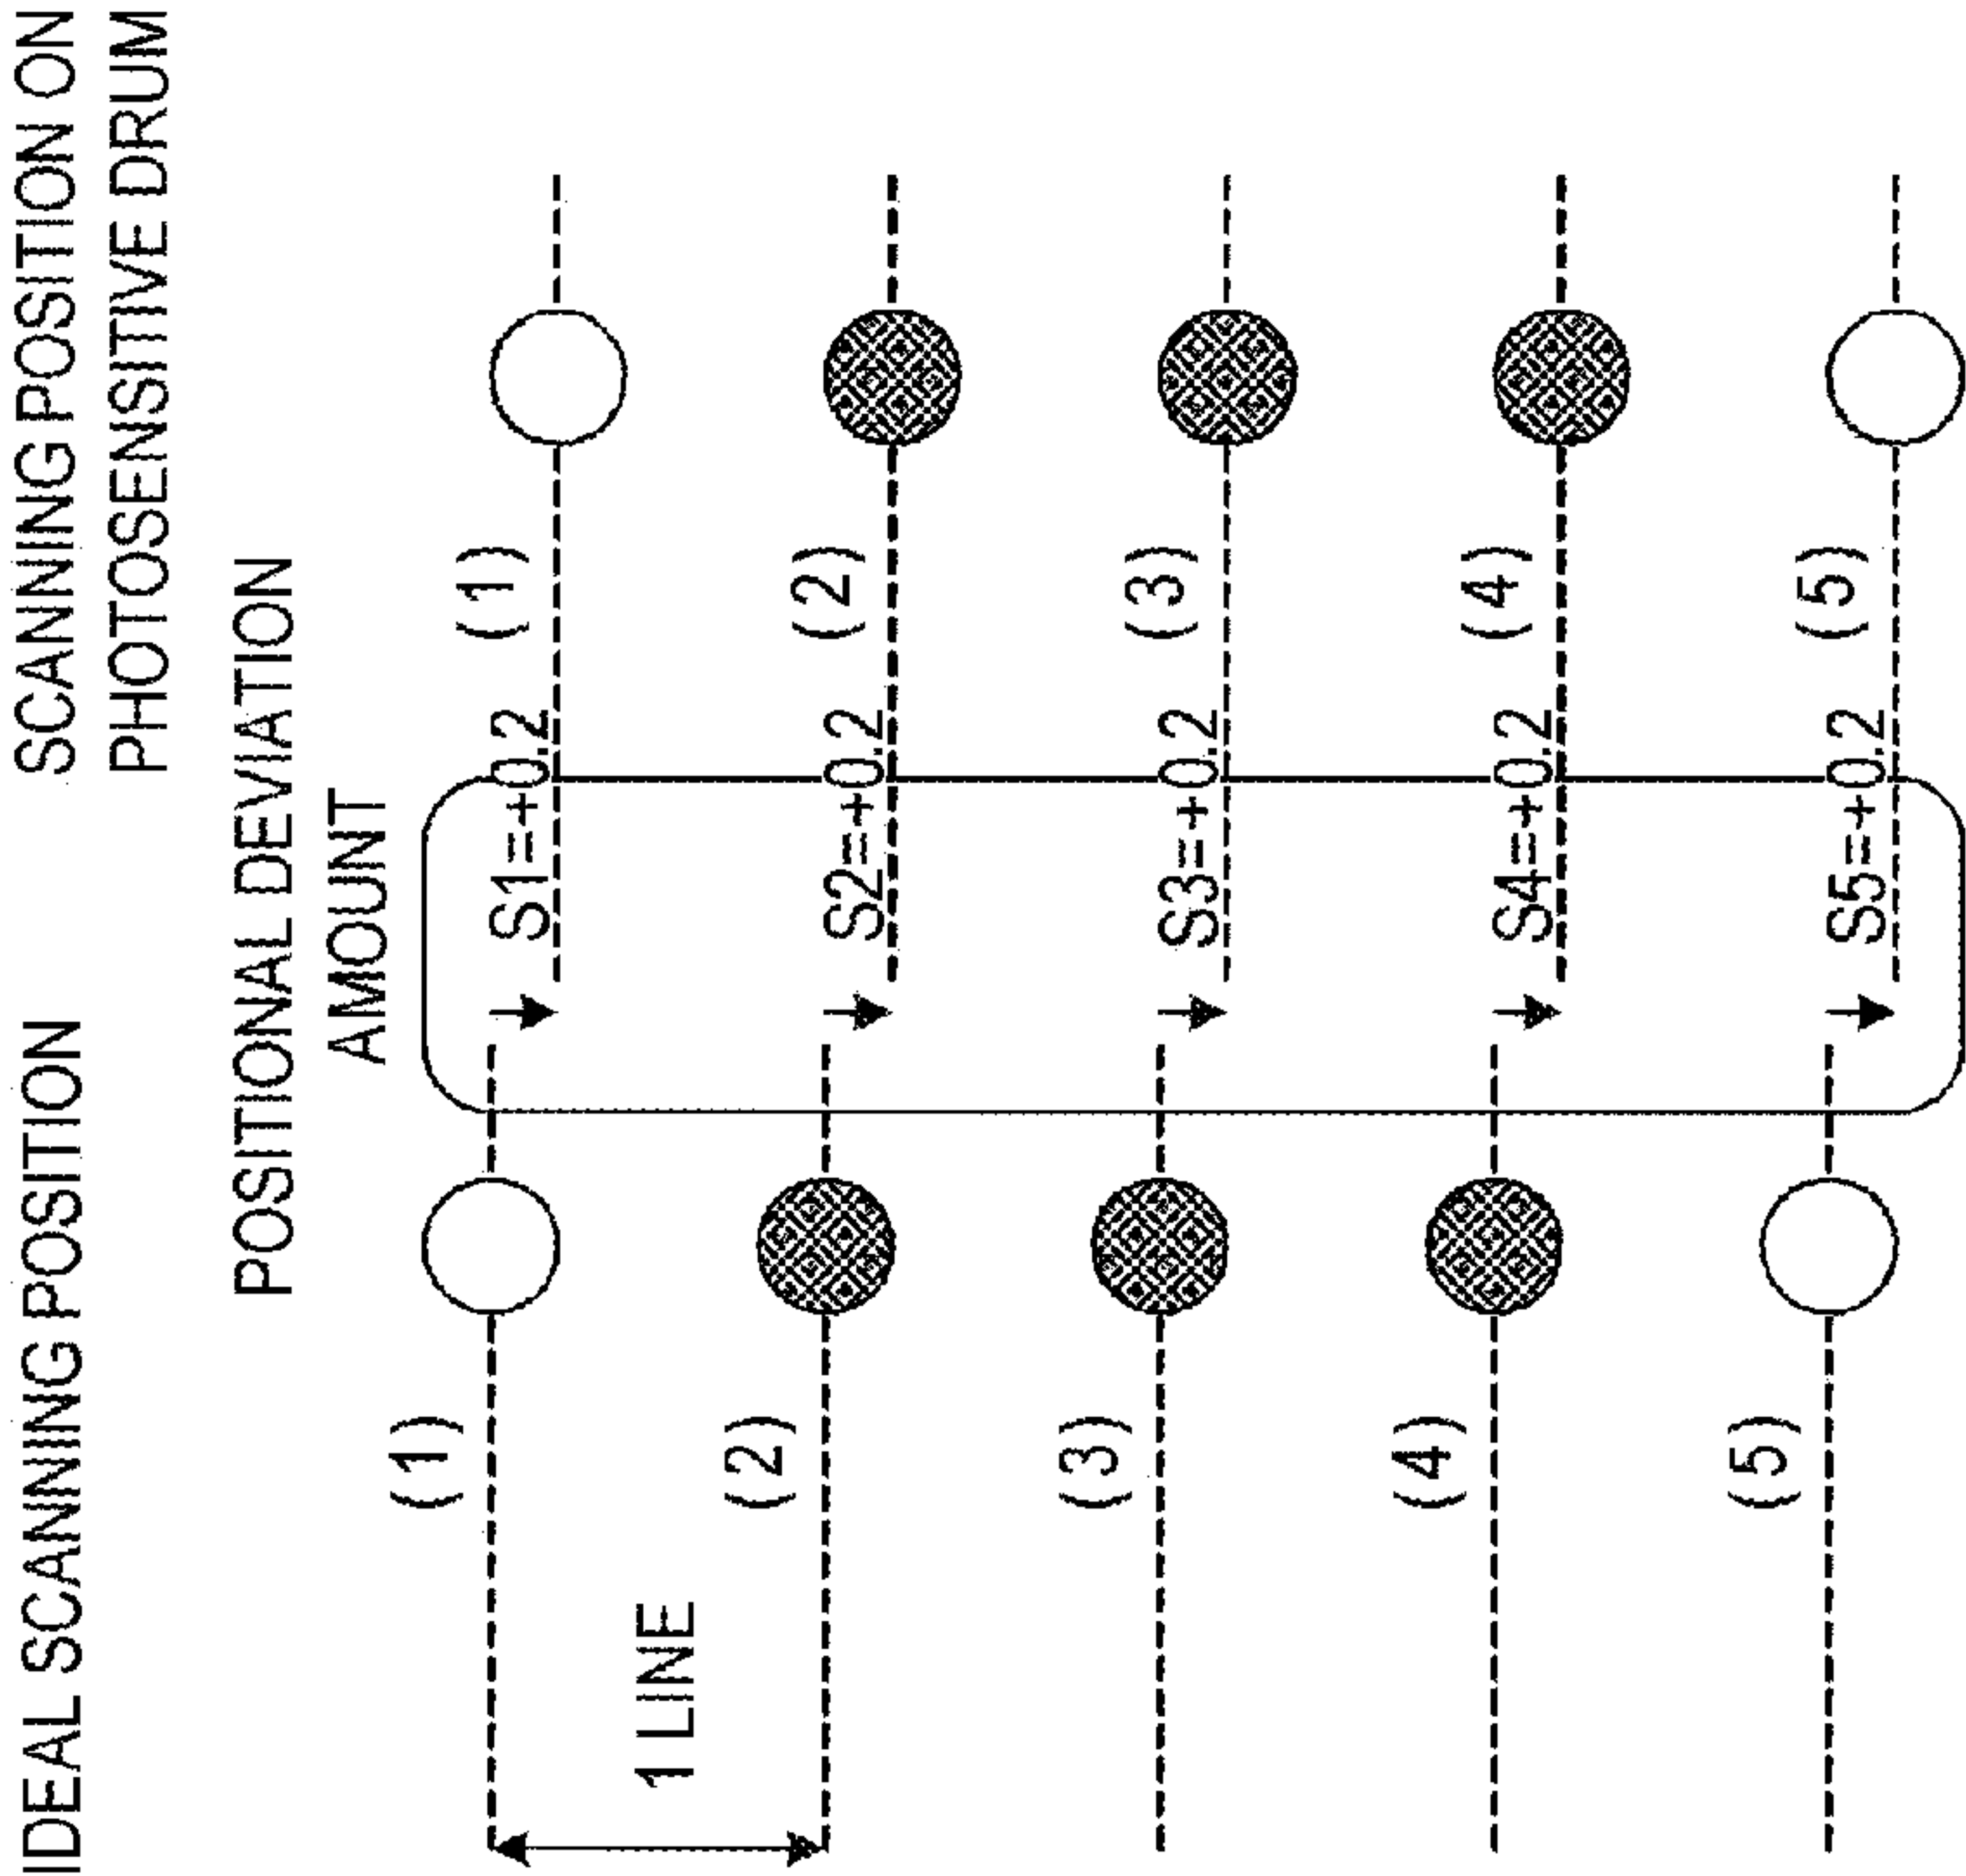 IDEAL SCANNING POSITION
POSITIONAL DEVIATION
AMOUNT
SCANNING POSITION ON
PHOTOSENSITIVE DRUM
(1)
S1=+0.2
(1)
1 LINE
(2)
S2=+0.2
(2)
(3)
S3=+0.2
(3)
(4)
S4=+0.2
(4)
(5)
S5=+0.2
(5)